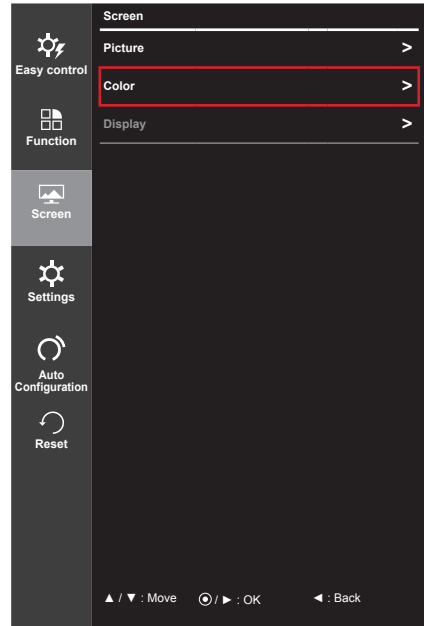 Screen
Picture >
Color >
Display >
Easy control
Function
Screen
Settings
Auto
Configuration
Reset
▲ / ▼ : Move ⦿ / ► : OK ◄ : Back